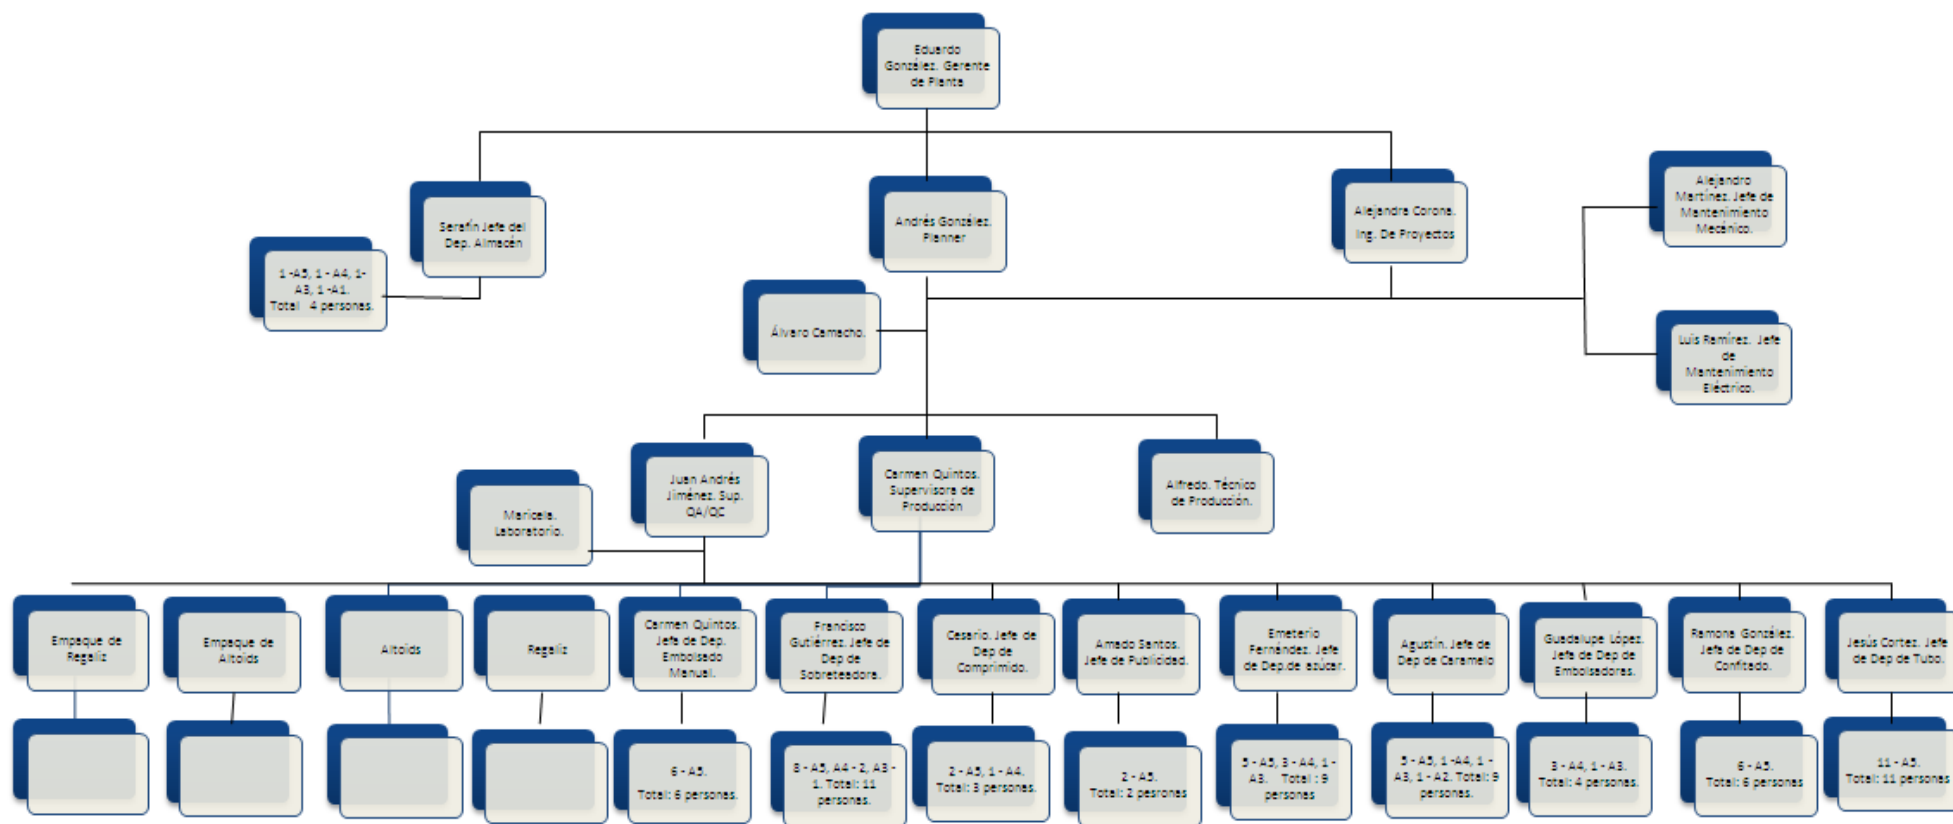 Eduardo
González. Gerente
de Planta
Serafín Jefe del
Dep. Almacén
Andrés González.
Planner
Alejandra Corona.
Ing. De Proyectos
Alejandro
Martínez. Jefe de
Mantenimiento
Mecánico.
1 -A5, 1 - A4, 1-
A3, 1 -A1.
Total 4 personas.
Álvaro Camacho.
Luis Ramírez. Jefe
de
Mantenimiento
Eléctrico.
Maricela.
Laboratorio.
Juan Andrés
Jiménez. Sup.
QA/QC
Carmen Quintos.
Supervisora de
Producción
Alfredo. Técnico
de Producción.
Empaque de
Regaliz
Empaque de
Altoids
Altoids
Regaliz
Carmen Quintos.
Jefa de Dep.
Embolsado
Manual.
Francisco
Gutiérrez. Jefe de
Dep de
Sobreteadora.
Cesario. Jefe de
Dep de
Comprimido.
Amado Santos.
Jefe de Publicidad.
Emeterio
Fernández. Jefe
de Dep.de azúcar.
Agustín. Jefe de
Dep de Caramelo
Guadalupe López.
Jefa de Dep de
Embolsadoras.
Ramona González.
Jefa de Dep de
Confitado.
Jesús Cortez. Jefe
de Dep de Tubo.
6 - A5.
Total: 6 personas.
8 - A5, A4 - 2, A3 -
1. Total: 11
personas.
2 - A5, 1 - A4.
Total: 3 personas.
2 - A5.
Total: 2 pesronas
5 - A5, 3 - A4, 1 -
A3. Total : 9
personas
5 - A5, 1 -A4, 1 -
A3, 1 - A2. Total: 9
personas.
3 - A4, 1 - A3.
Total: 4 personas.
6 - A5.
Total: 6 personas
11 - A5.
Total: 11 personas